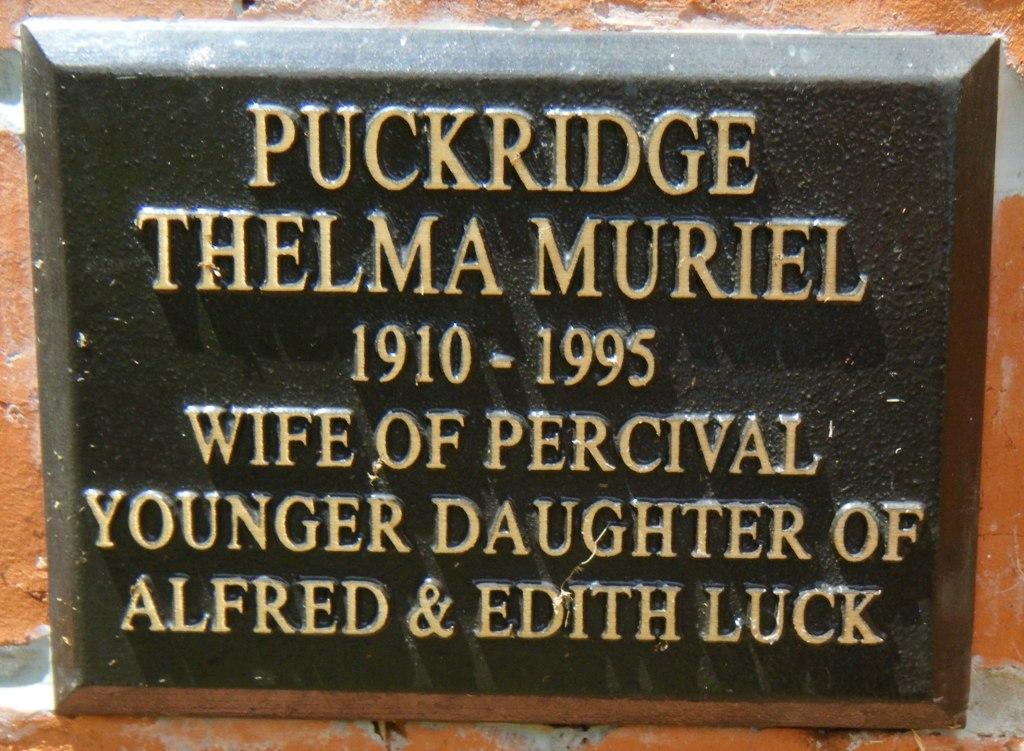 PUCKRIDGE
THELMA MURIEL
1910 - 1995
WIFE OF PERCIVAL
YOUNGER DAUGHTER OF
ALFRED & EDITH LUCK